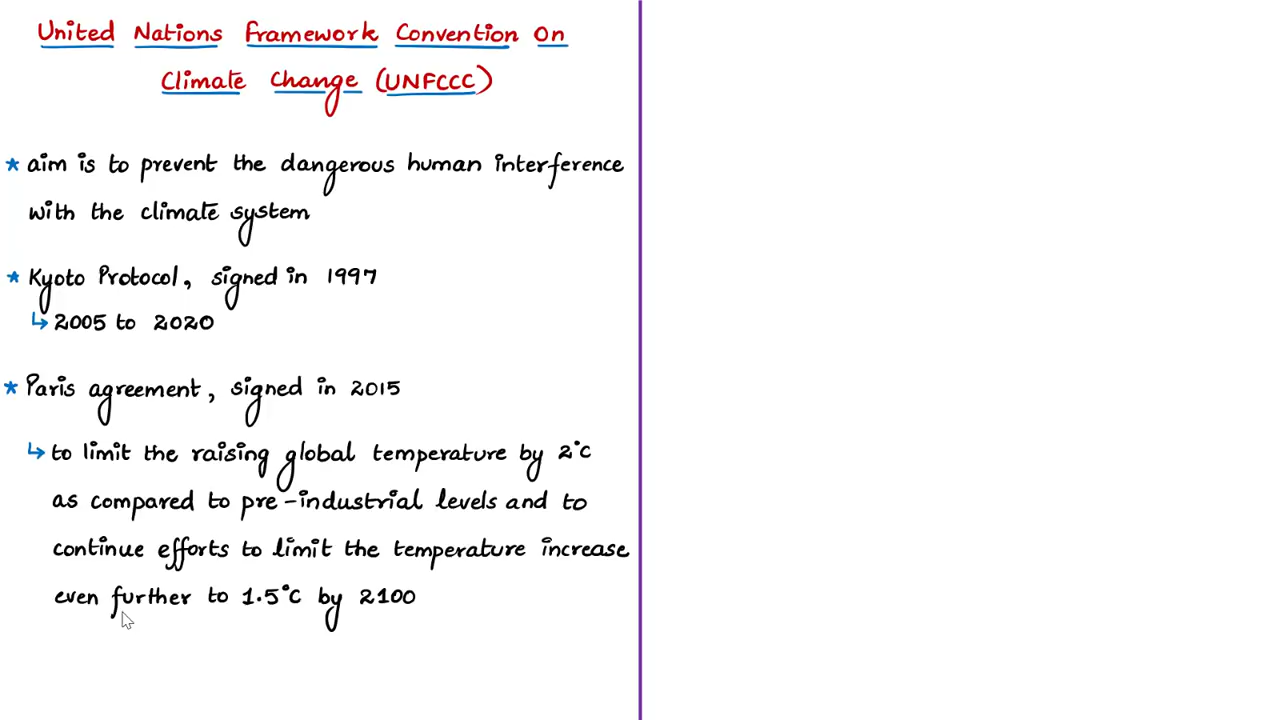 United Nations Framework Convention On
Climate Change (UNFCCC)
* aim is to prevent the dangerous human interference
with the climate system
* Kyoto Protocol, signed in 1997
↳ 2005 to 2020
* Paris agreement, signed in 2015
↳ to limit the raising global temperature by 2°C
as compared to pre-industrial levels and to
continue efforts to limit the temperature increase
even further to 1.5°C by 2100